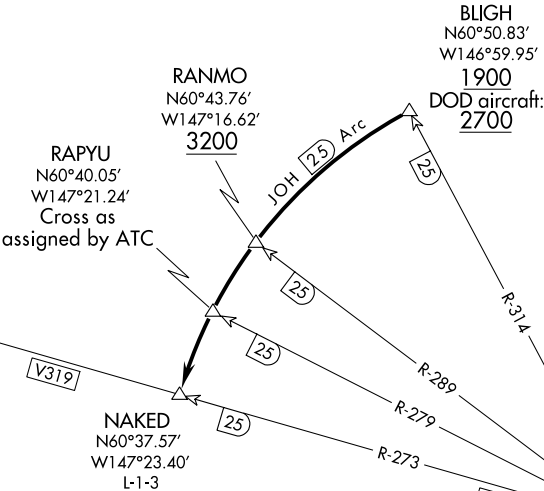 BLIGH
N60°50.83’
W146°59.95’
1900
DOD aircraft:
2700
RANMO
N60°43.76’
W147°16.62’
3200
JOH 25 Arc
25
RAPYU
N60°40.05’
W147°21.24’
Cross as
assigned by ATC
R-314
25
R-289
25
R-279
V319
25
R-273
NAKED
N60°37.57’
W147°23.40’
L-1-3